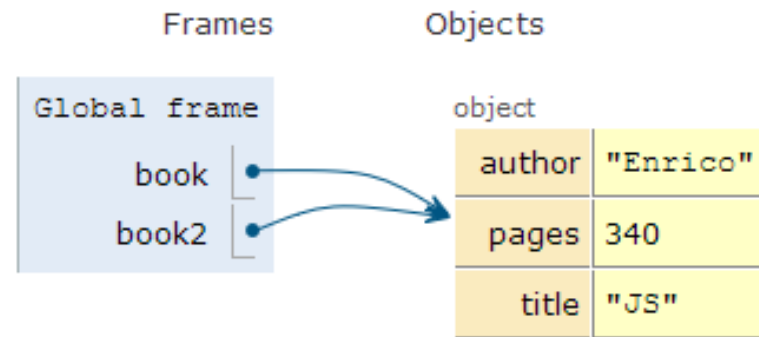 Frames Objects
Global frame
object
book
author "Enrico"
book2
pages 340
title "JS"